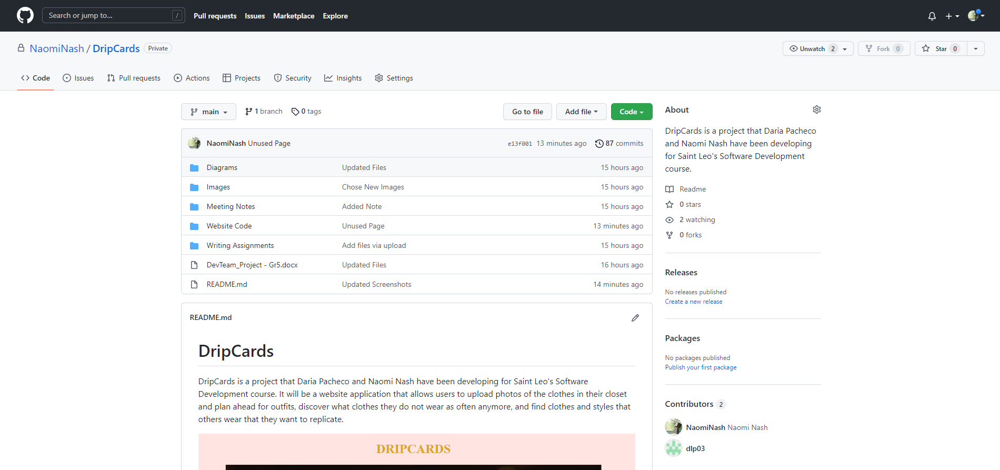 Search or jump to... /
Pull requests Issues Marketplace Explore
NaomiNash / DripCards Private
Unwatch 2 Fork 0 Star 0
Code Issues Pull requests Actions Projects Security Insights Settings
main 1 branch 0 tags
Go to file Add file Code
NaomiNash Unused Page e13f001 13 minutes ago 87 commits
Diagrams Updated Files 15 hours ago
Images Chose New Images 15 hours ago
Meeting Notes Added Note 15 hours ago
Website Code Unused Page 13 minutes ago
Writing Assignments Add files via upload 15 hours ago
DevTeam_Project - Gr5.docx Updated Files 16 hours ago
README.md Updated Screenshots 14 minutes ago
README.md
DripCards
DripCards is a project that Daria Pacheco and Naomi Nash have been developing for Saint Leo's Software
Development course. It will be a website application that allows users to upload photos of the clothes in their closet
and plan ahead for outfits, discover what clothes they do not wear as often anymore, and find clothes and styles that
others wear that they want to replicate.
DRIPCARDS
About
DripCards is a project that Daria Pacheco
and Naomi Nash have been developing
for Saint Leo's Software Development
course.
Readme
0 stars
2 watching
0 forks
Releases
No releases published
Create a new release
Packages
No packages published
Publish your first package
Contributors 2
NaomiNash Naomi Nash
dlp03